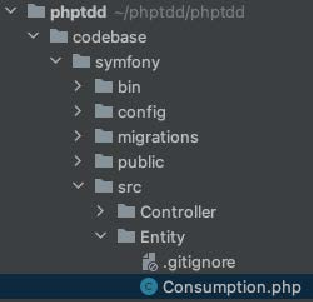 phptdd ~/phptdd/phptdd
codebase
symfony
bin
config
migrations
public
src
Controller
Entity
.gitignore
Consumption.php